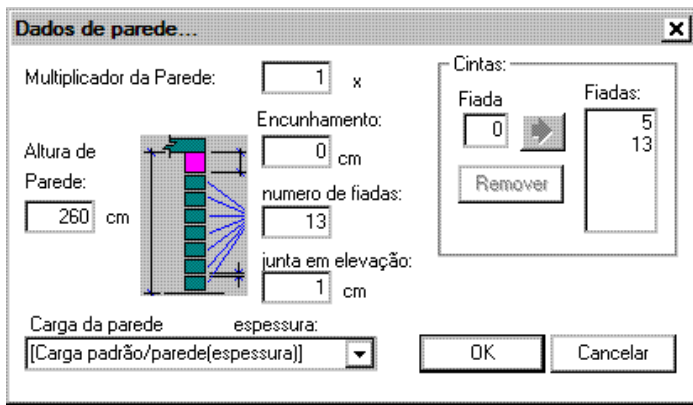 Dados de parede...
Multiplicador da Parede: 1 x
Altura de
Parede:
260 cm
Encunhamento:
0 cm
numero de fiadas:
13
junta em elevação:
1 cm
Carga da parede espessura:
[Carga padrão/parede(espessura)]
Cintas:
Fiada
0
Remover
Fiadas:
5
13
OK
Cancelar